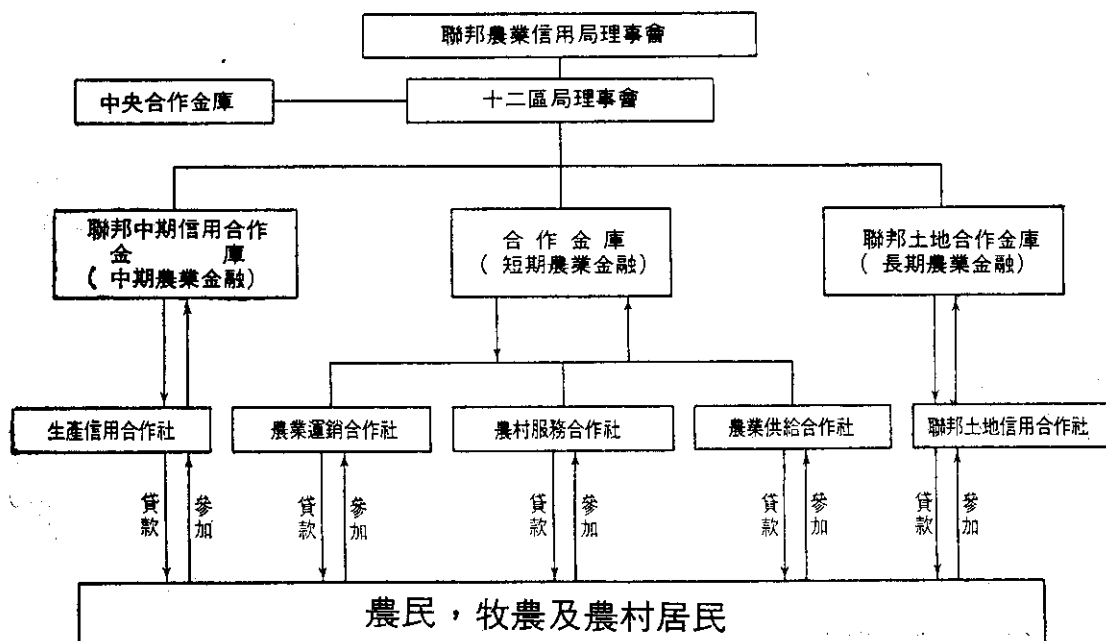 聯邦農業信用局理事會
中央合作金庫
十二區局理事會
聯邦中期信用合作
金庫
( 中期農業金融)
合作金庫
( 短期農業金融)
聯邦土地合作金庫
( 長期農業金融)
生產信用合作社
農業運銷合作社
農村服務合作社
農業供給合作社
聯邦土地信用合作社
貸款
參加
貸款
參加
貸款
參加
貸款
參加
貸款
參加
農民，牧農及農村居民